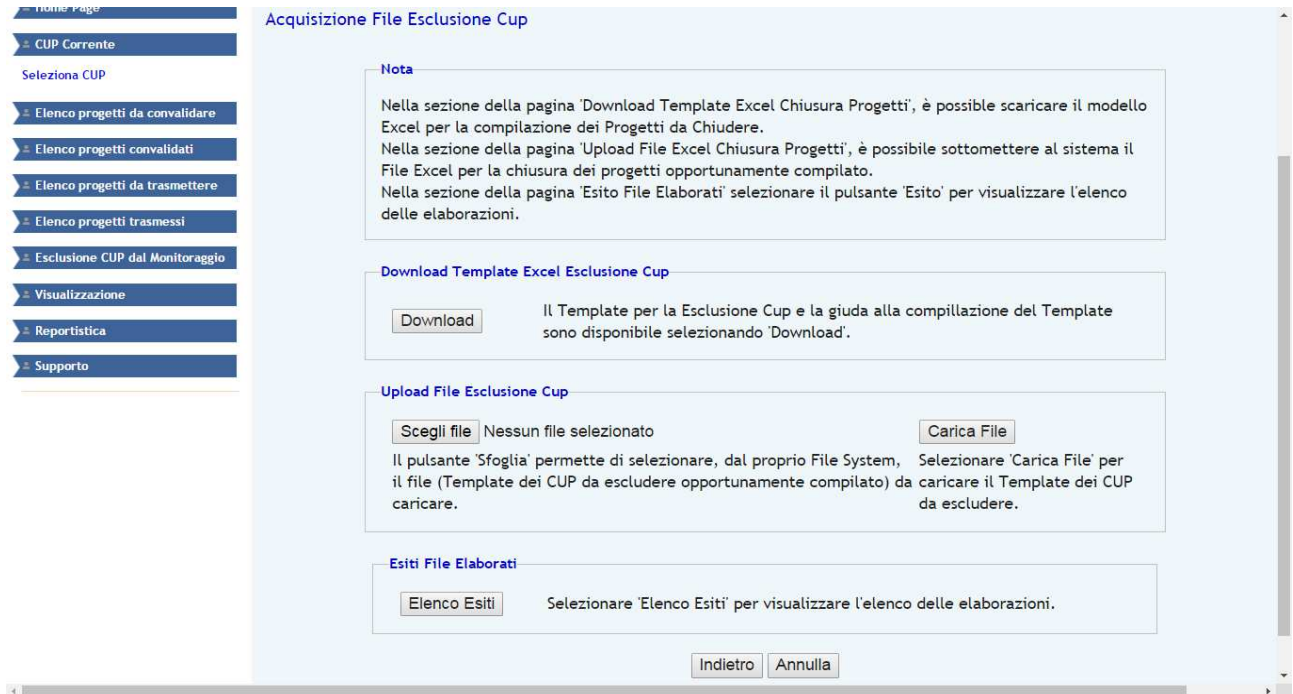 Home Page
CUP Corrente
Seleziona CUP
Elenco progetti da convalidare
Elenco progetti convalidati
Elenco progetti da trasmettere
Elenco progetti trasmessi
Esclusione CUP dal Monitoraggio
Visualizzazione
Reportistica
Supporto
Acquisizione File Esclusione Cup
Nota
Nella sezione della pagina 'Download Template Excel Chiusura Progetti', è possible scaricare il modello
Excel per la compilazione dei Progetti da Chiudere.
Nella sezione della pagina 'Upload File Excel Chiusura Progetti', è possibile sottomettere al sistema il
File Excel per la chiusura dei progetti opportunamente compilato.
Nella sezione della pagina 'Esito File Elaborati' selezionare il pulsante 'Esito' per visualizzare l'elenco
delle elaborazioni.
Download Template Excel Esclusione Cup
Download
Il Template per la Esclusione Cup e la giuda alla compillazione del Template
sono disponibile selezionando 'Download'.
Upload File Esclusione Cup
Scegli file Nessun file selezionato
Il pulsante 'Sfoglia' permette di selezionare, dal proprio File System,
il file (Template dei CUP da escludere opportunamente compilato) da
caricare.
Carica File
Selezionare 'Carica File' per
caricare il Template dei CUP
da escludere.
Esiti File Elaborati
Elenco Esiti
Selezionare 'Elenco Esiti' per visualizzare l'elenco delle elaborazioni.
Indietro Annulla